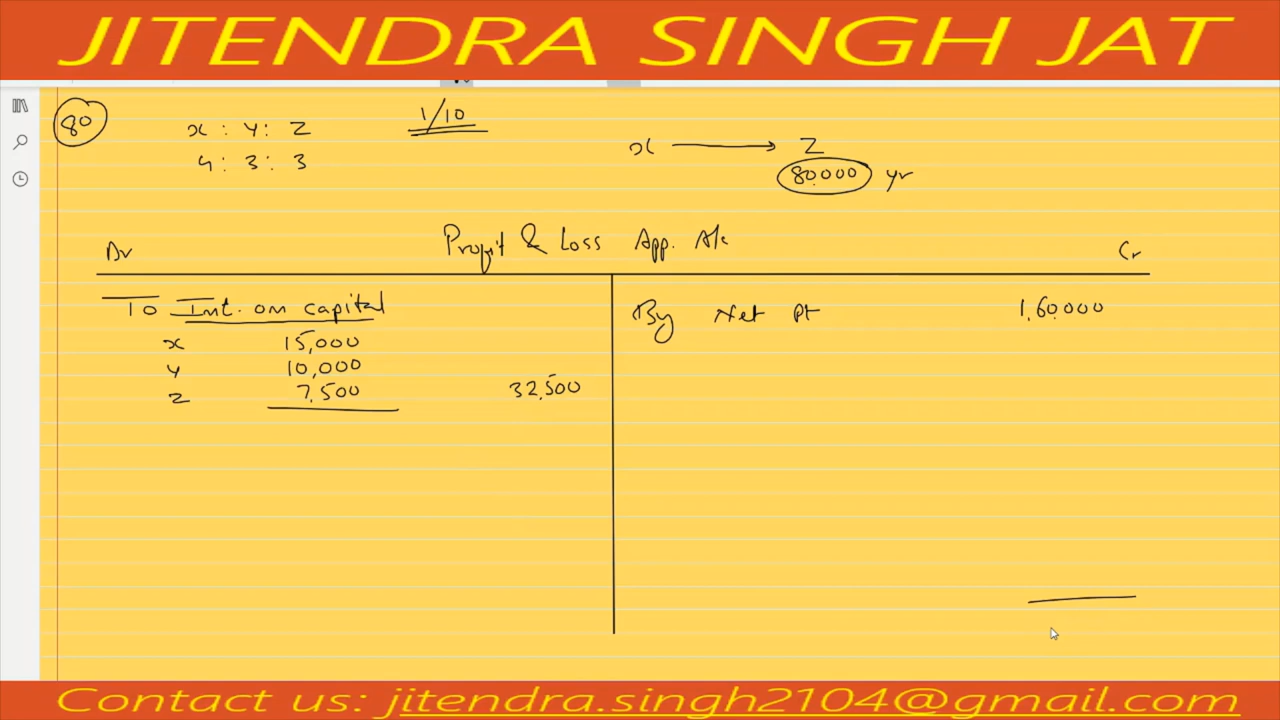 JITENDRA SINGH JAT
80
x : y : z
4 : 3 : 3
1/10
x → z
80,000 yr
Dr Profit & Loss App. A/c Cr
To Int. on capital
x 15,000
y 10,000
z 7,500 32,500
By Net Pt 1,60,000
Contact us: jitendra.singh2104@gmail.com